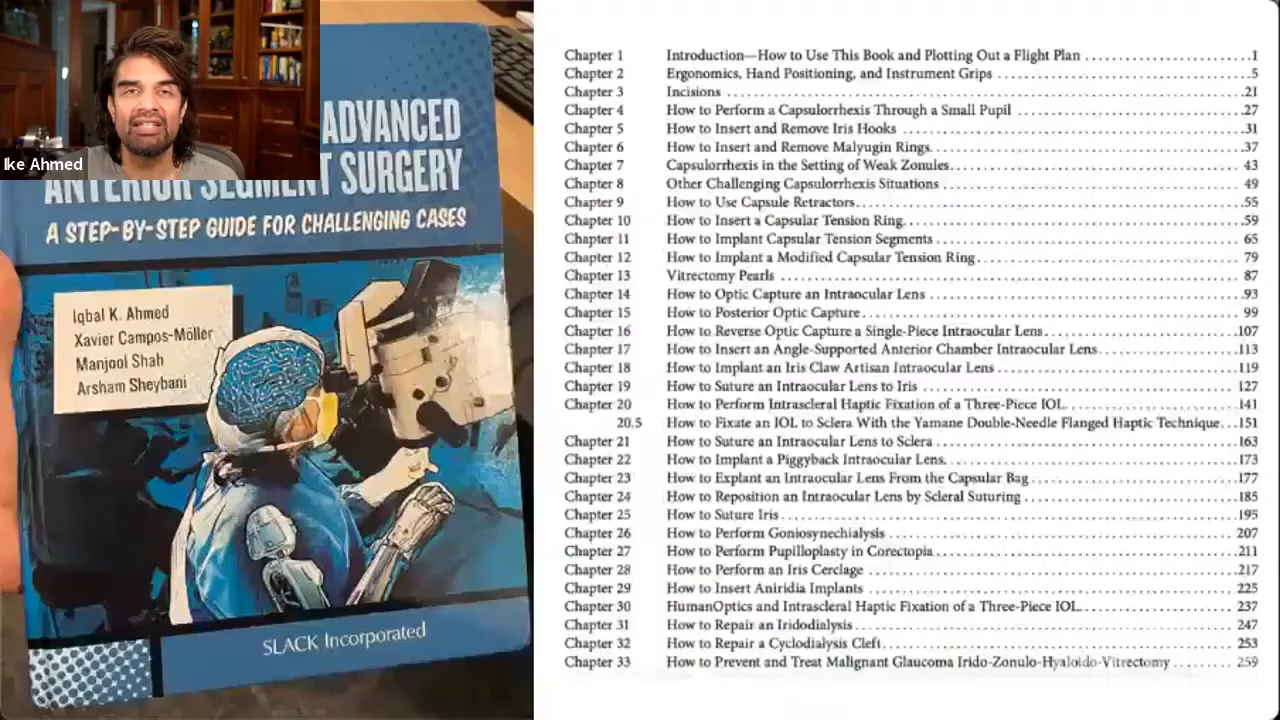 Ike Ahmed
ADVANCED
ANTERIOR SEGMENT SURGERY
A STEP-BY-STEP GUIDE FOR CHALLENGING CASES
Iqbal K. Ahmed
Xavier Campos-Möller
Manjool Shah
Arsham Sheybani
SLACK Incorporated
Chapter 1 Introduction—How to Use This Book and Plotting Out a Flight Plan 1
Chapter 2 Ergonomics, Hand Positioning, and Instrument Grips 5
Chapter 3 Incisions 21
Chapter 4 How to Perform a Capsulorrhexis Through a Small Pupil 27
Chapter 5 How to Insert and Remove Iris Hooks 31
Chapter 6 How to Insert and Remove Malyugin Rings 37
Chapter 7 Capsulorrhexis in the Setting of Weak Zonules 43
Chapter 8 Other Challenging Capsulorrhexis Situations 49
Chapter 9 How to Use Capsule Retractors 55
Chapter 10 How to Insert a Capsular Tension Ring 59
Chapter 11 How to Implant Capsular Tension Segments 65
Chapter 12 How to Implant a Modified Capsular Tension Ring 79
Chapter 13 Vitrectomy Pearls 87
Chapter 14 How to Optic Capture an Intraocular Lens 93
Chapter 15 How to Posterior Optic Capture 99
Chapter 16 How to Reverse Optic Capture a Single-Piece Intraocular Lens 107
Chapter 17 How to Insert an Angle-Supported Anterior Chamber Intraocular Lens 113
Chapter 18 How to Implant an Iris Claw Artisan Intraocular Lens 119
Chapter 19 How to Suture an Intraocular Lens to Iris 127
Chapter 20 How to Perform Intrascleral Haptic Fixation of a Three-Piece IOL 141
20.5 How to Fixate an IOL to Sclera With the Yamane Double-Needle Flanged Haptic Technique 151
Chapter 21 How to Suture an Intraocular Lens to Sclera 163
Chapter 22 How to Implant a Piggyback Intraocular Lens 173
Chapter 23 How to Explant an Intraocular Lens From the Capsular Bag 177
Chapter 24 How to Reposition an Intraocular Lens by Scleral Suturing 185
Chapter 25 How to Suture Iris 195
Chapter 26 How to Perform Goniosynechialysis 207
Chapter 27 How to Perform Pupilloplasty in Corectopia 211
Chapter 28 How to Perform an Iris Cerclage 217
Chapter 29 How to Insert Aniridia Implants 225
Chapter 30 HumanOptics and Intrascleral Haptic Fixation of a Three-Piece IOL 237
Chapter 31 How to Repair an Iridodialysis 247
Chapter 32 How to Repair a Cyclodialysis Cleft 253
Chapter 33 How to Prevent and Treat Malignant Glaucoma Irido-Zonulo-Hyaloido-Vitrectomy 259